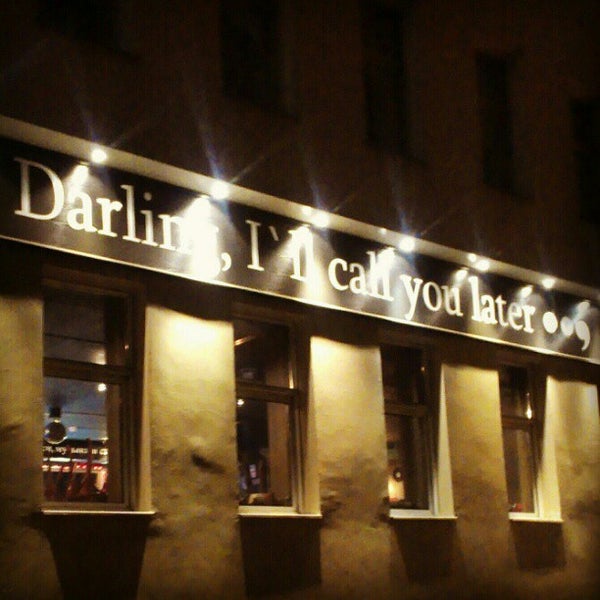 Darling, I`ll call you later ••,